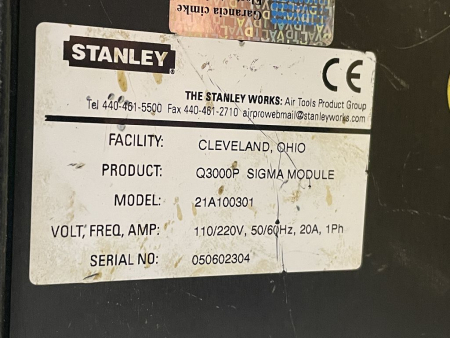 Garancia címke
STANLEY
CE
THE STANLEY WORKS: Air Tools Product Group
Tel 440-461-5500 Fax 440-461-2710 airprowebmail@stanleyworks.com
FACILITY: CLEVELAND, OHIO
PRODUCT: Q3000P SIGMA MODULE
MODEL: 21A100301
VOLT, FREQ, AMP: 110/220V, 50/60Hz, 20A, 1Ph
SERIAL NO: 050602304